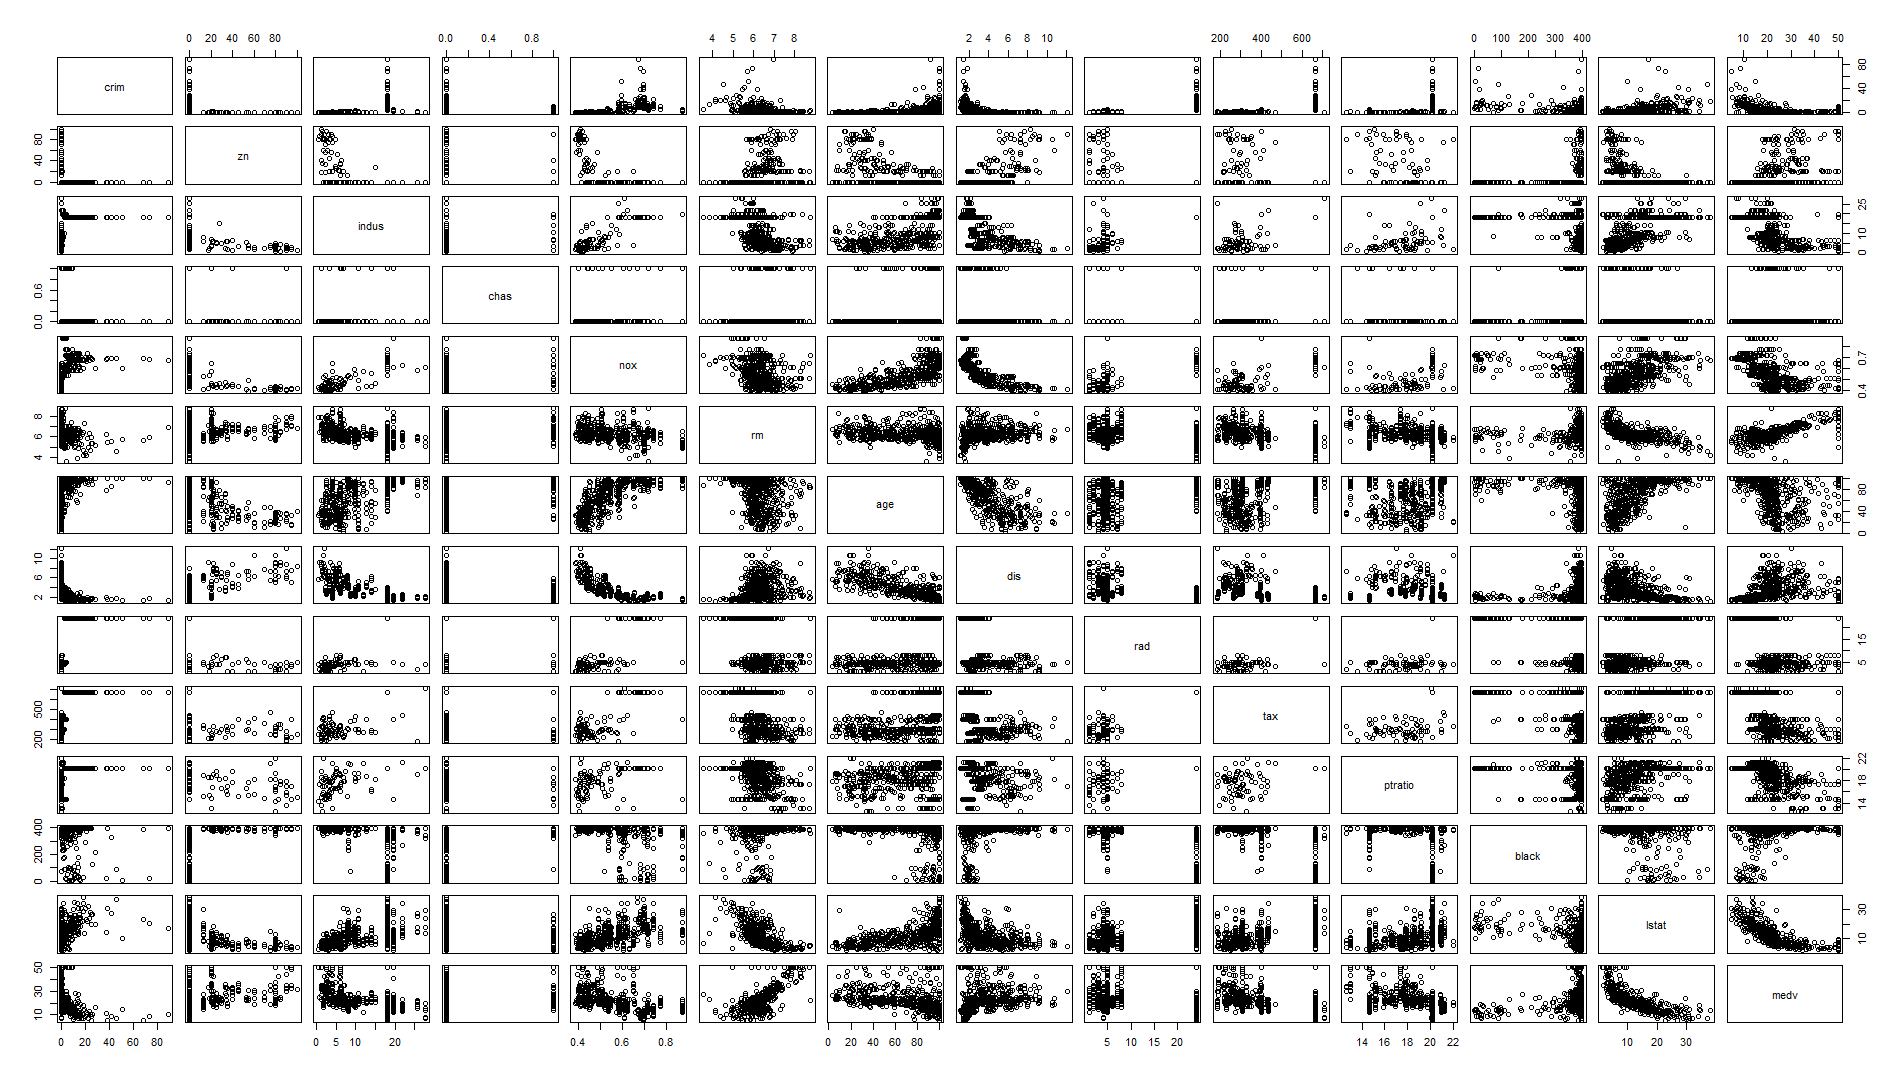 0 20 40 60 80
0.0 0.4 0.8
4 5 6 7 8
2 4 6 8 10
200 400 600
0 100 200 300 400
10 20 30 40 50
crim
0 40 80
0 40 80
zn
indus
0 10 25
0.0 0.6
chas
nox
0.4 0.7
4 6 8
rm
age
0 40 80
2 6 10
dis
rad
5 15
200 500
tax
ptratio
14 18 22
0 200 400
black
lstat
10 30
10 30 50
medv
0 20 40 60 80
0 5 10 20
0.4 0.6 0.8
0 20 40 60 80
5 10 15 20
14 16 18 20 22
10 20 30